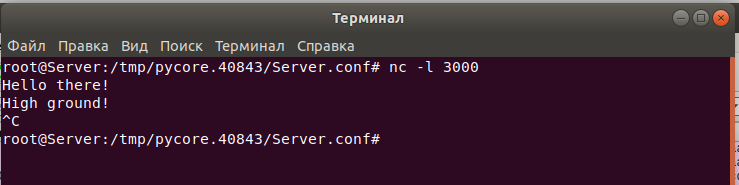 Терминал
Файл Правка Вид Поиск Терминал Справка
root@Server:/tmp/pycore.40843/Server.conf# nc -l 3000
Hello there!
High ground!
^C
root@Server:/tmp/pycore.40843/Server.conf#